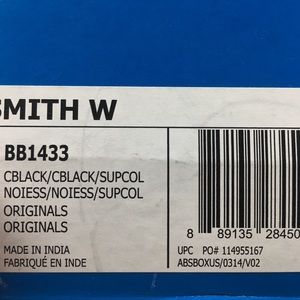 SMITH W
BB1433
CBLACK/CBLACK/SUPCOL
NOIESS/NOIESS/SUPCOL
ORIGINALS
ORIGINALS
MADE IN INDIA
FABRIQUÉ EN INDE
8 89135 28450
UPC PO# 114955167
ABSBOXUS/0314/V02